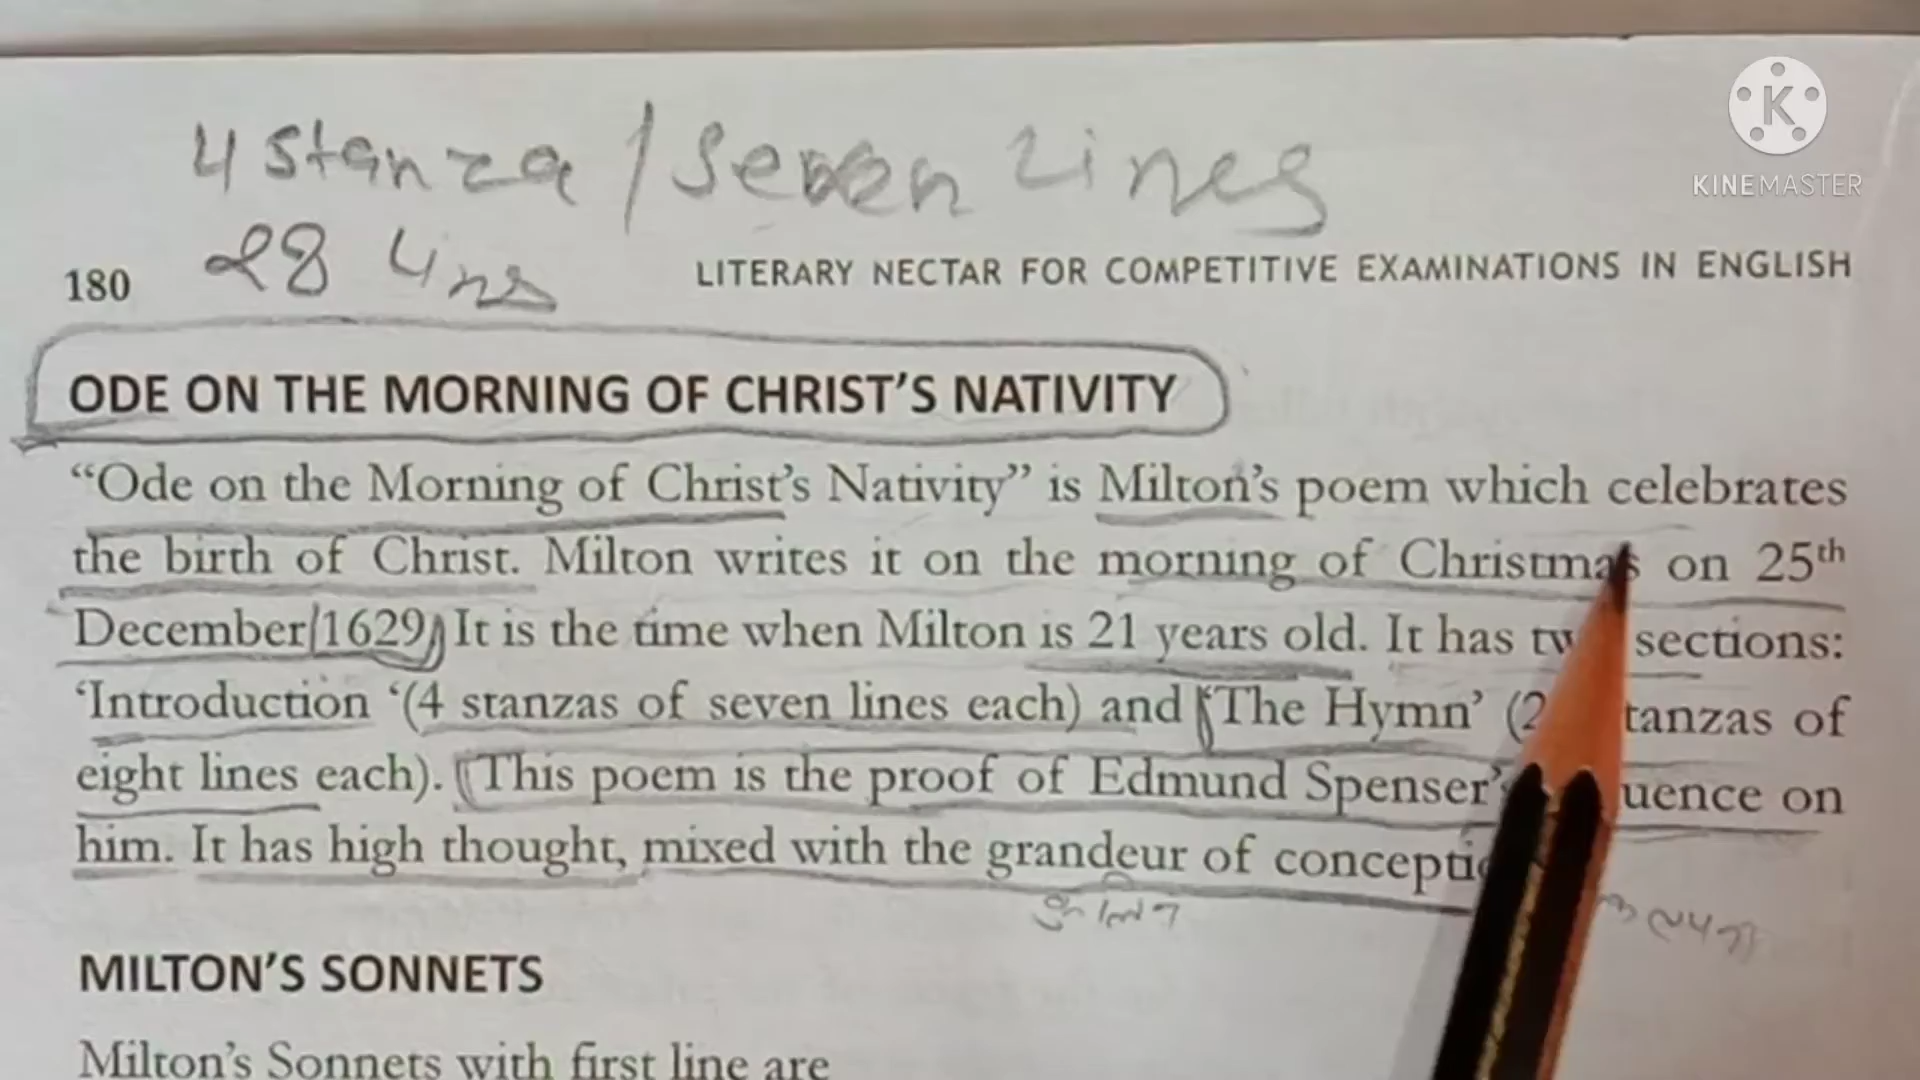 4 Stanza / Seven Lines
KINEMASTER
180 28 Lines LITERARY NECTAR FOR COMPETITIVE EXAMINATIONS IN ENGLISH
ODE ON THE MORNING OF CHRIST'S NATIVITY
“Ode on the Morning of Christ's Nativity” is Milton's poem which celebrates
the birth of Christ. Milton writes it on the morning of Christmas on 25th
December, 1629. It is the time when Milton is 21 years old. It has sections:
‘Introduction ‘(4 stanzas of seven lines each) and ‘The Hymn’ ( stanzas of
eight lines each). This poem is the proof of Edmund Spenser's on
him. It has high thought, mixed with the grandeur of
MILTON'S SONNETS
Milton's Sonnets with first line are